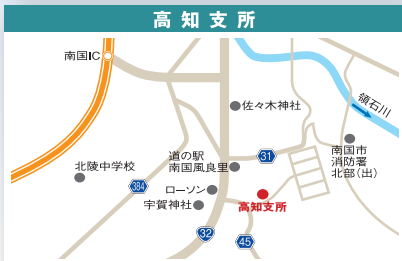 高知支所
南国IC
佐々木神社
領石川
北陵中学校
道の駅
南国風良里
31
南国市
消防署
北部(出)
384
ローソン
宇賀神社
高知支所
32
45